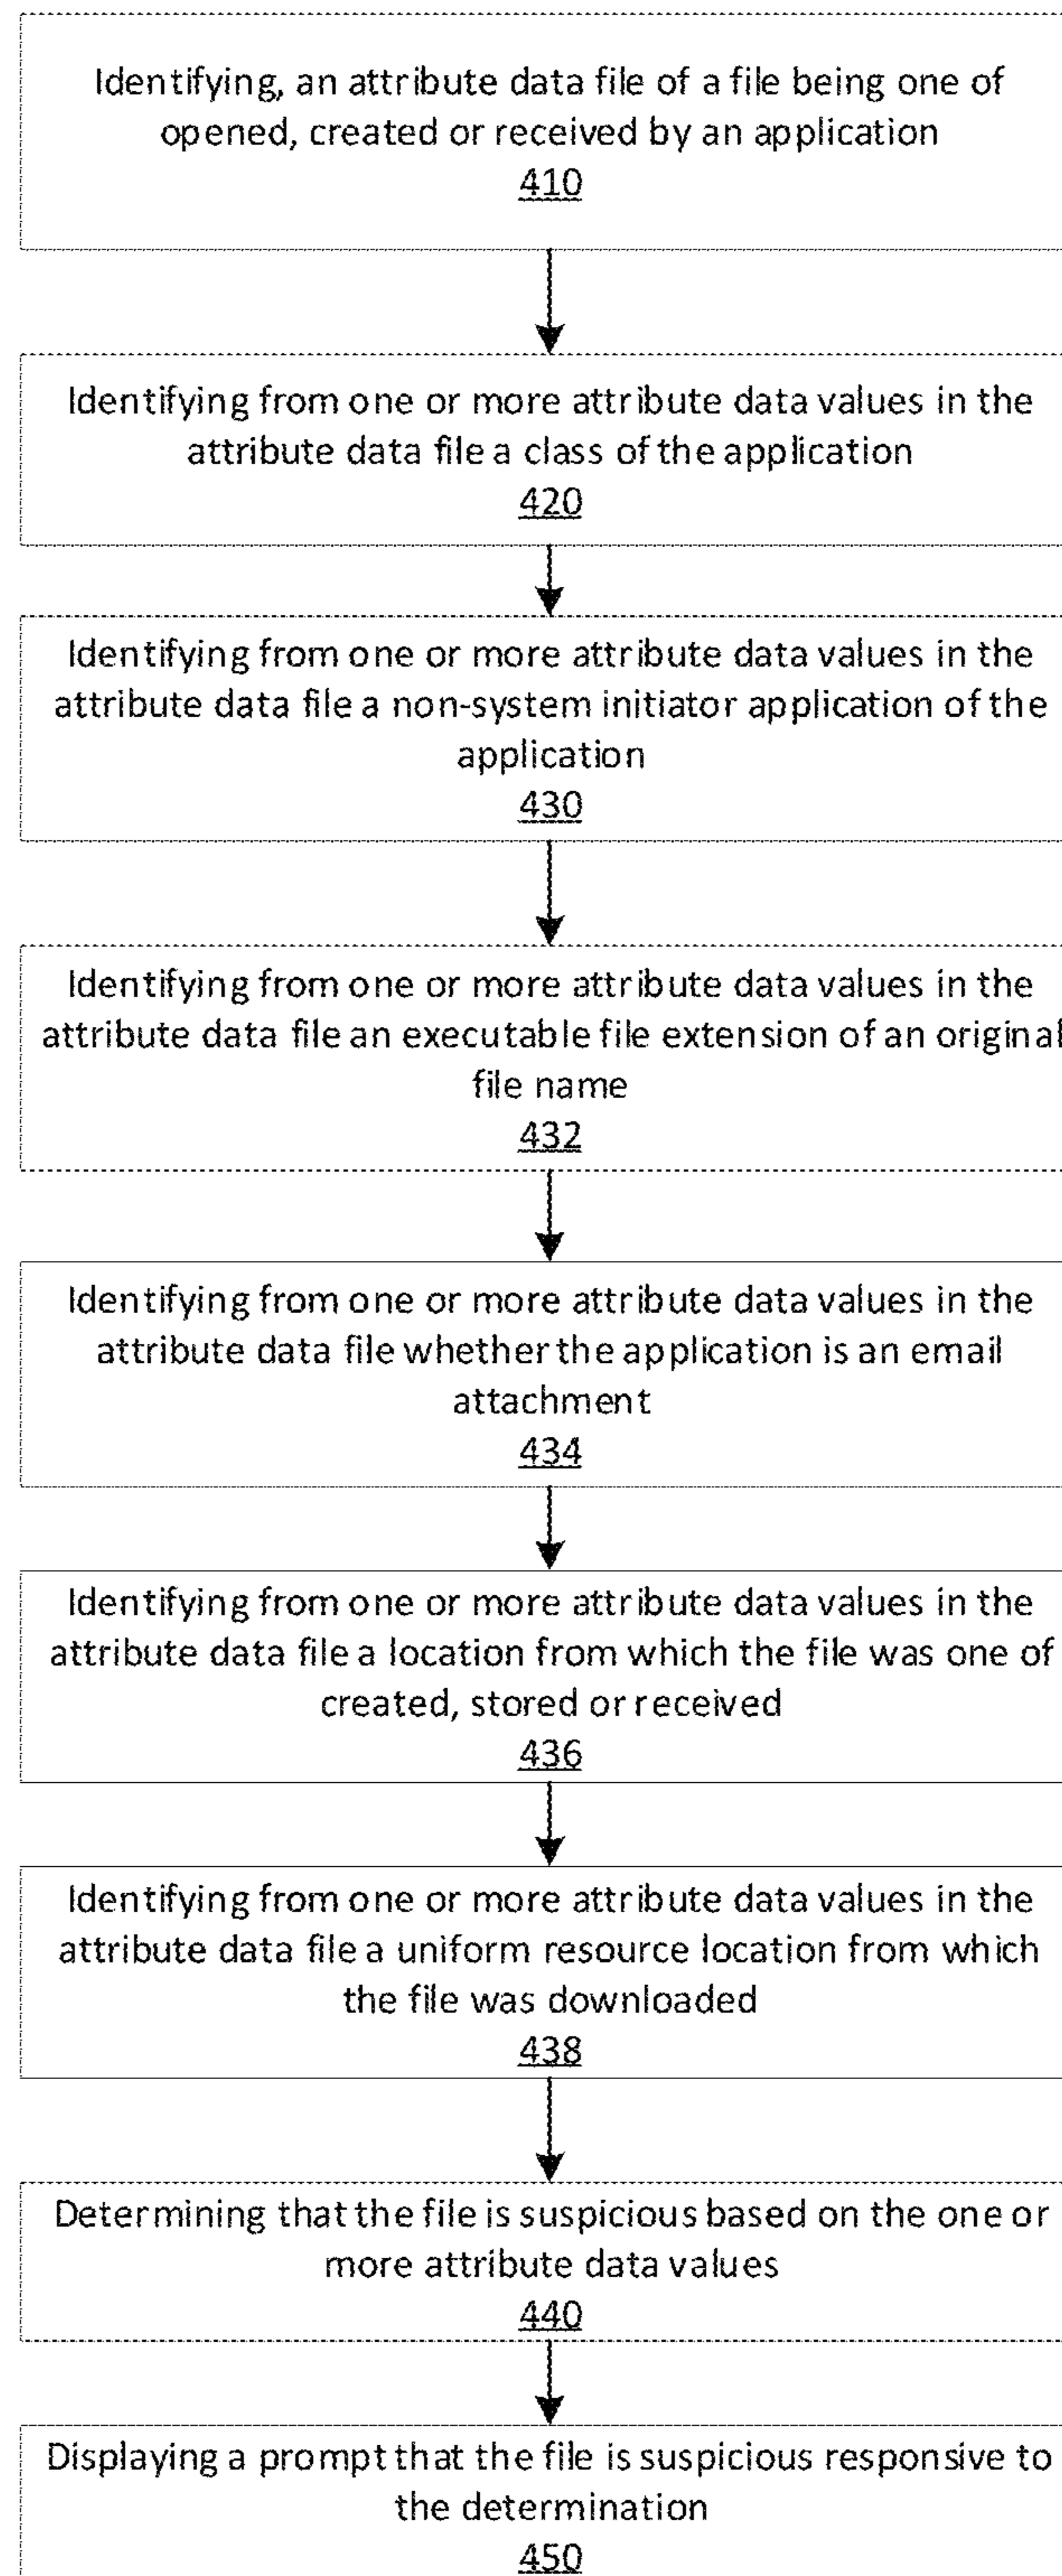 Identifying, an attribute data file of a file being one of
opened, created or received by an application
410
Identifying from one or more attribute data values in the
attribute data file a class of the application
420
Identifying from one or more attribute data values in the
attribute data file a non-system initiator application of the
application
430
Identifying from one or more attribute data values in the
attribute data file an executable file extension of an original
file name
432
Identifying from one or more attribute data values in the
attribute data file whether the application is an email
attachment
434
Identifying from one or more attribute data values in the
attribute data file a location from which the file was one of
created, stored or received
436
Identifying from one or more attribute data values in the
attribute data file a uniform resource location from which
the file was downloaded
438
Determining that the file is suspicious based on the one or
more attribute data values
440
Displaying a prompt that the file is suspicious responsive to
the determination
450